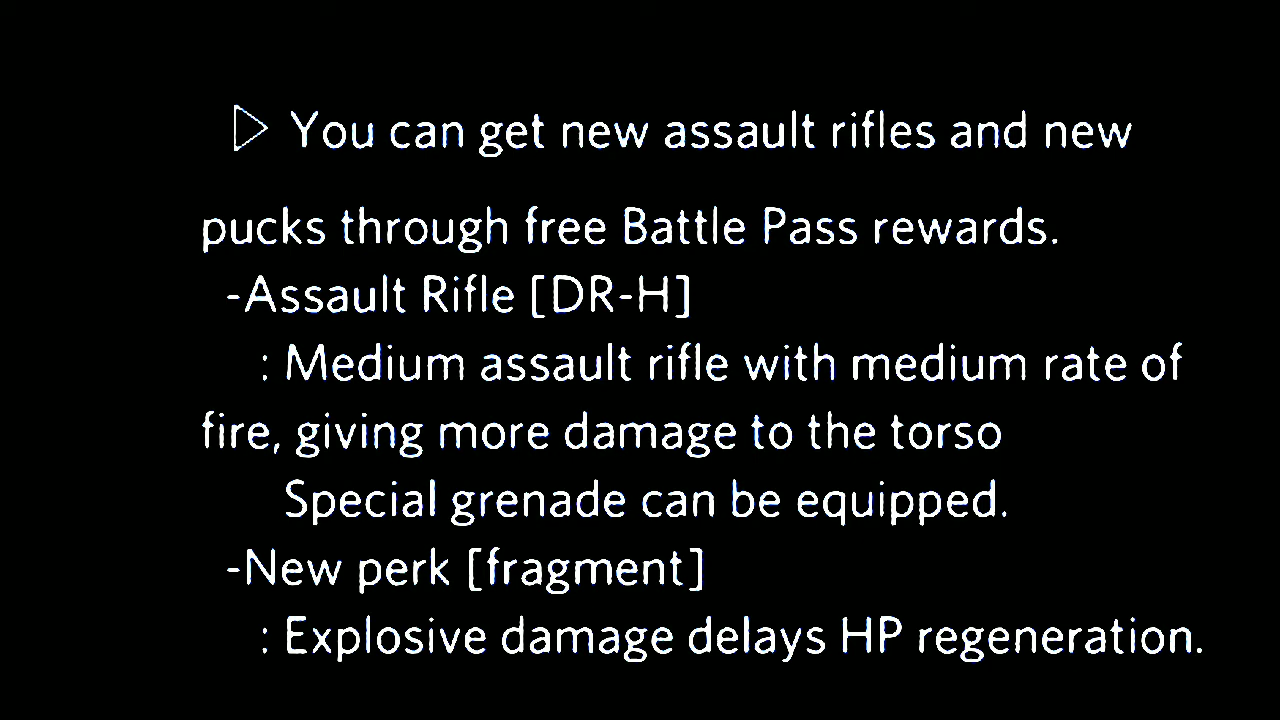 ▷ You can get new assault rifles and new
pucks through free Battle Pass rewards.
-Assault Rifle [DR-H]
: Medium assault rifle with medium rate of
fire, giving more damage to the torso
Special grenade can be equipped.
-New perk [fragment]
: Explosive damage delays HP regeneration.